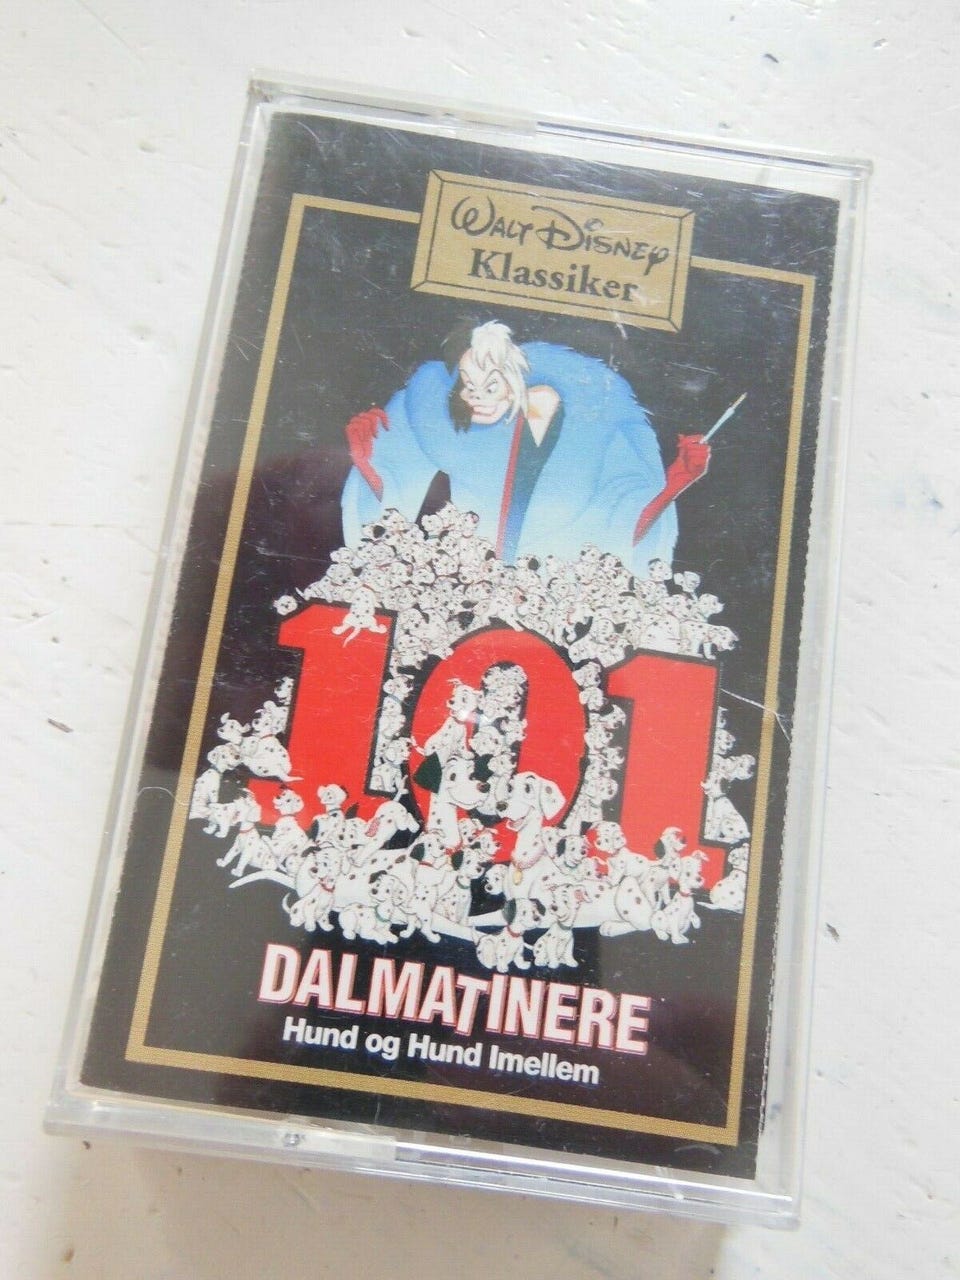 WALT DISNEY
Klassiker
101
DALMATINERE
Hund og Hund Imellem